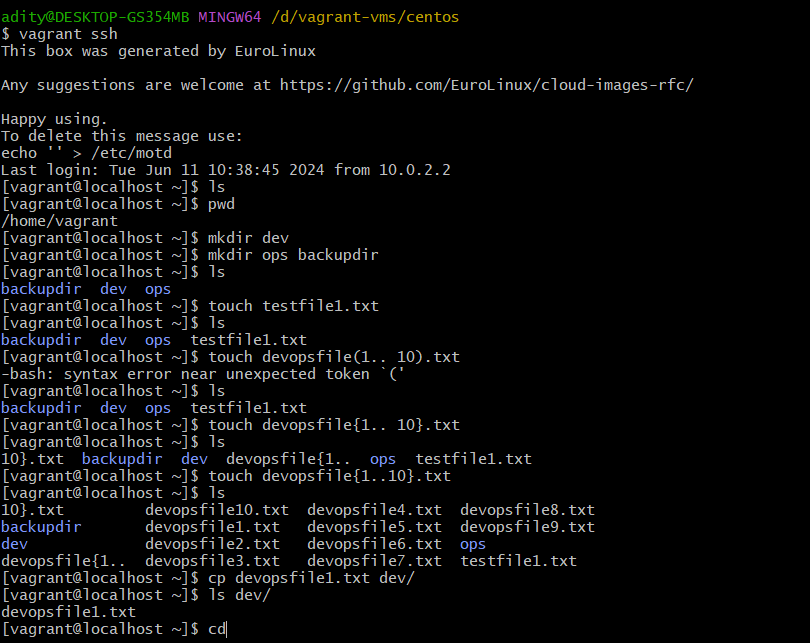 adity@DESKTOP-GS354MB MINGW64 /d/vagrant-vms/centos
$ vagrant ssh
This box was generated by EuroLinux
Any suggestions are welcome at https://github.com/EuroLinux/cloud-images-rfc/
Happy using.
To delete this message use:
echo '' > /etc/motd
Last login: Tue Jun 11 10:38:45 2024 from 10.0.2.2
[vagrant@localhost ~]$ ls
[vagrant@localhost ~]$ pwd
/home/vagrant
[vagrant@localhost ~]$ mkdir dev
[vagrant@localhost ~]$ mkdir ops backupdir
[vagrant@localhost ~]$ ls
backupdir  dev  ops
[vagrant@localhost ~]$ touch testfile1.txt
[vagrant@localhost ~]$ ls
backupdir  dev  ops  testfile1.txt
[vagrant@localhost ~]$ touch devopsfile(1.. 10).txt
-bash: syntax error near unexpected token `('
[vagrant@localhost ~]$ ls
backupdir  dev  ops  testfile1.txt
[vagrant@localhost ~]$ touch devopsfile{1.. 10}.txt
[vagrant@localhost ~]$ ls
10}.txt  backupdir  dev  devopsfile{1..  ops  testfile1.txt
[vagrant@localhost ~]$ touch devopsfile{1..10}.txt
[vagrant@localhost ~]$ ls
10}.txt         devopsfile10.txt  devopsfile4.txt  devopsfile8.txt
backupdir       devopsfile1.txt   devopsfile5.txt  devopsfile9.txt
dev             devopsfile2.txt   devopsfile6.txt  ops
devopsfile{1..  devopsfile3.txt   devopsfile7.txt  testfile1.txt
[vagrant@localhost ~]$ cp devopsfile1.txt dev/
[vagrant@localhost ~]$ ls dev/
devopsfile1.txt
[vagrant@localhost ~]$ cd